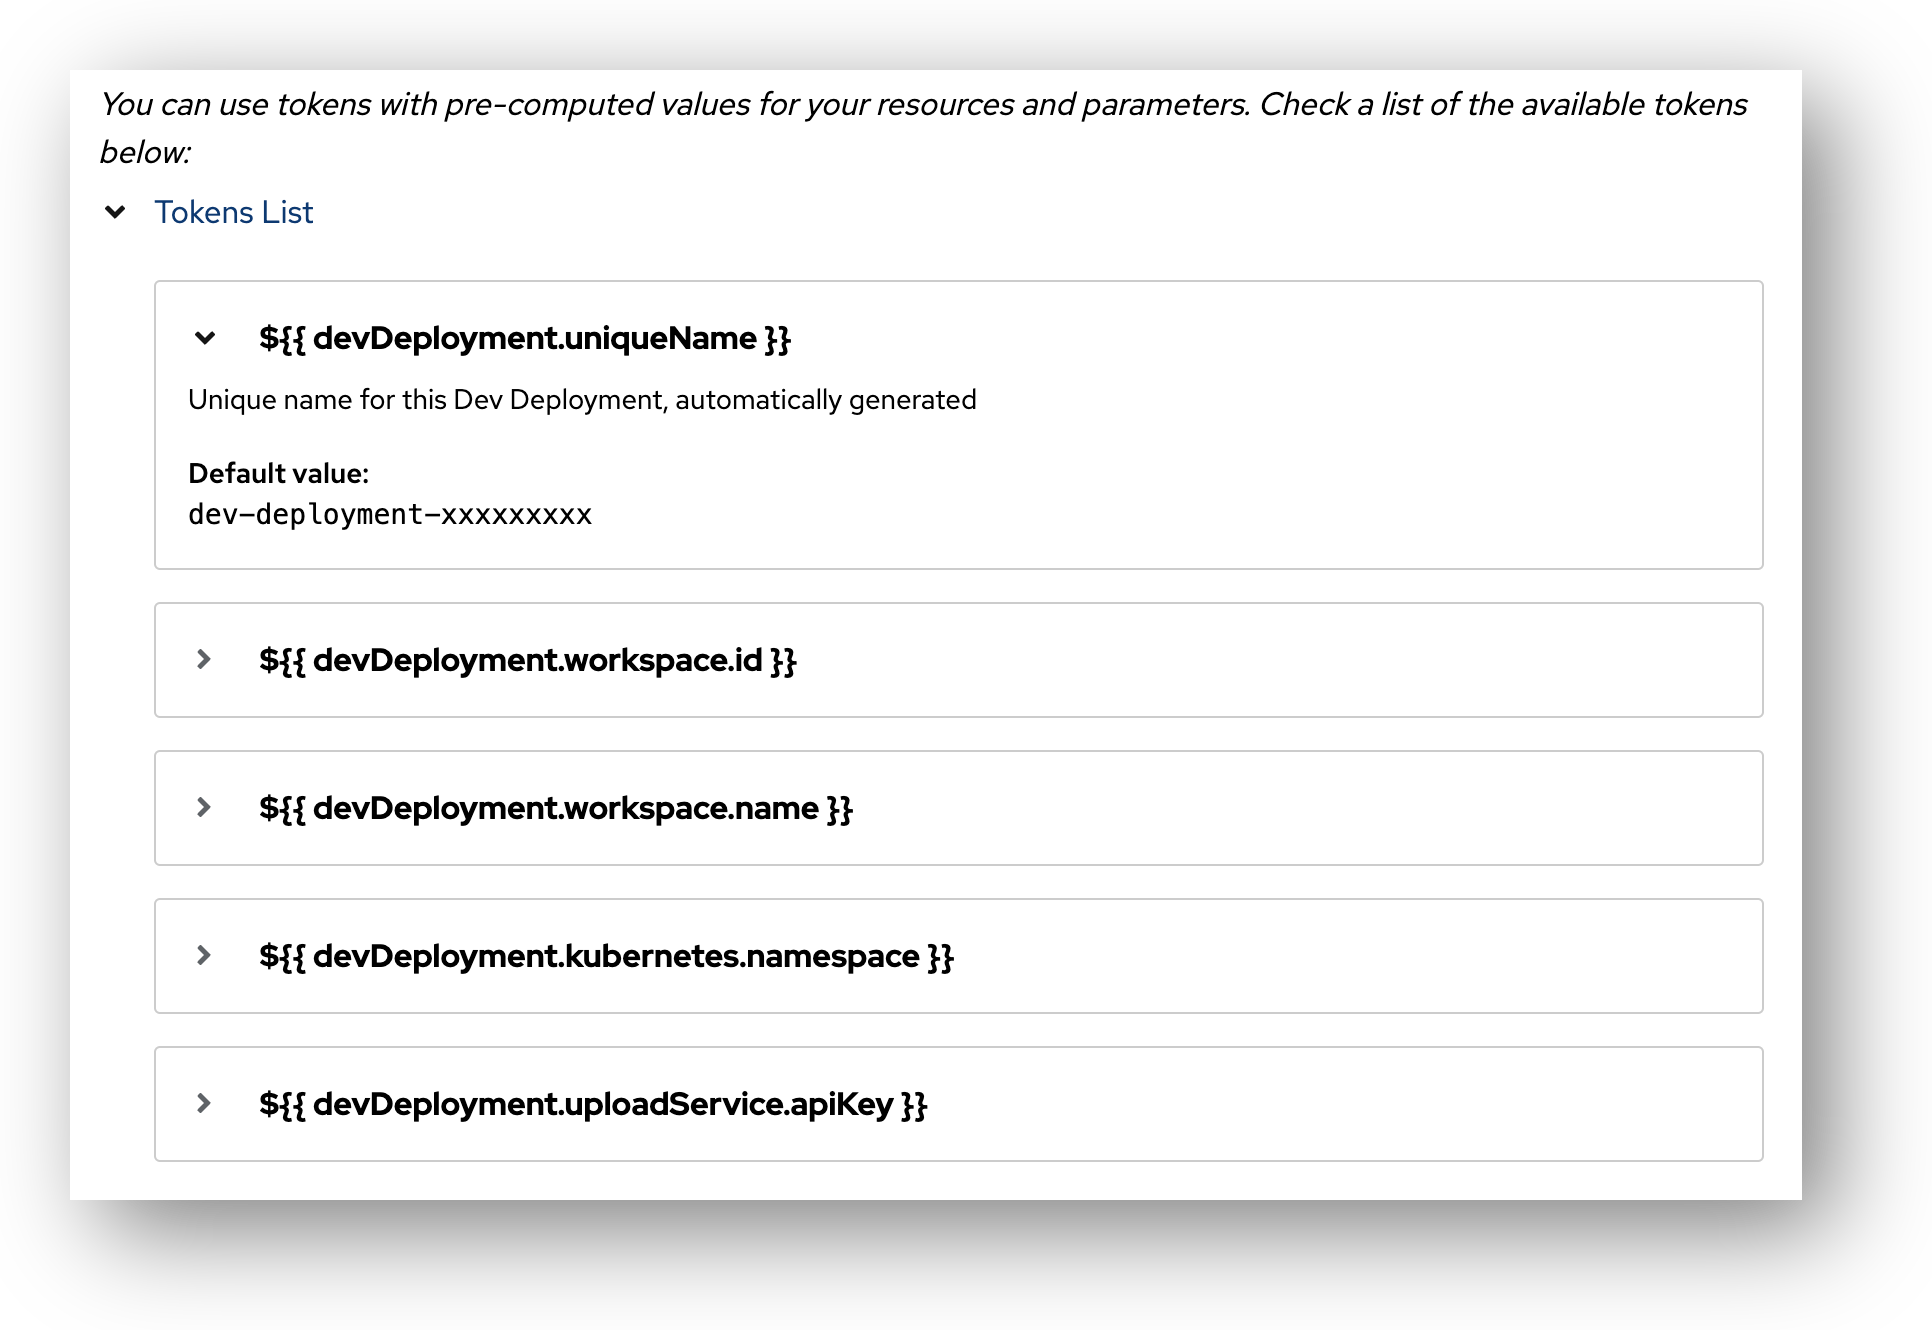 You can use tokens with pre-computed values for your resources and parameters. Check a list of the available tokens
below:
Tokens List
${{ devDeployment.uniqueName }}
Unique name for this Dev Deployment, automatically generated
Default value:
dev-deployment-xxxxxxxxx
${{ devDeployment.workspace.id }}
${{ devDeployment.workspace.name }}
${{ devDeployment.kubernetes.namespace }}
${{ devDeployment.uploadService.apiKey }}